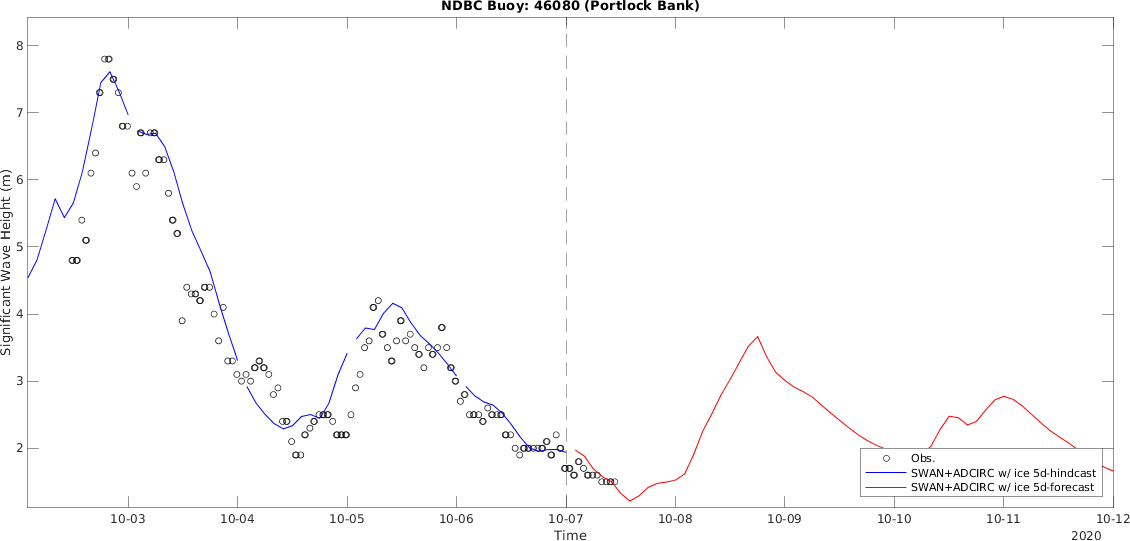 NDBC Buoy: 46080 (Portlock Bank)
Significant Wave Height (m)
8
7
6
5
4
3
2
Obs.
SWAN+ADCIRC w/ ice 5d-hindcast
SWAN+ADCIRC w/ ice 5d-forecast
10-03 10-04 10-05 10-06 10-07 10-08 10-09 10-10 10-11 10-12
Time
2020